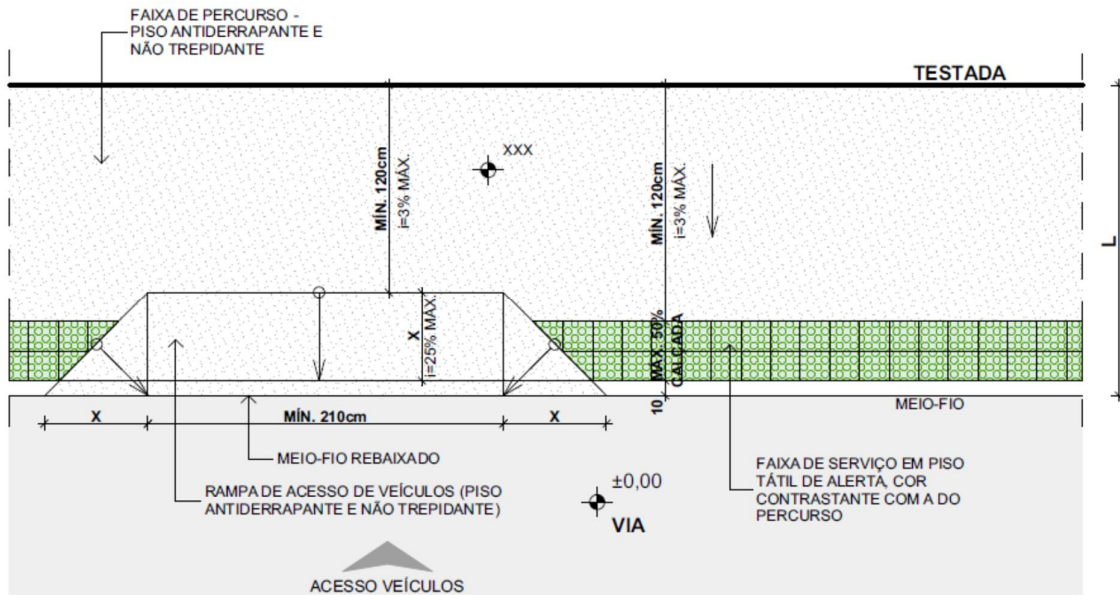 FAIXA DE PERCURSO -
PISO ANTIDERRAPANTE E
NÃO TREPIDANTE
TESTADA
XXX
MÍN. 120cm
i=3% MÁX.
MÍN. 120cm
i=3% MÁX.
L
X
i=25% MÁX.
MÁX. 50%
CALÇADA
10
X
MÍN. 210cm
X
MEIO-FIO
MEIO-FIO REBAIXADO
RAMPA DE ACESSO DE VEÍCULOS (PISO
ANTIDERRAPANTE E NÃO TREPIDANTE)
±0,00
VIA
FAIXA DE SERVIÇO EM PISO
TÁTIL DE ALERTA, COR
CONTRASTANTE COM A DO
PERCURSO
ACESSO VEÍCULOS